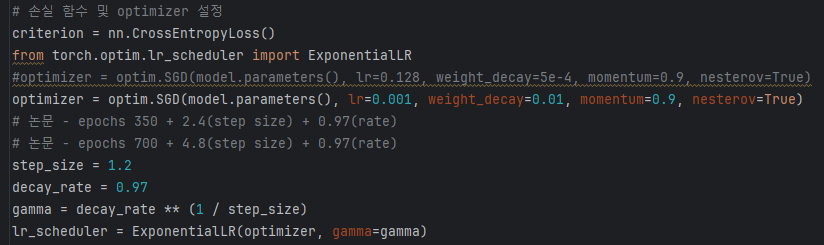 # 손실 함수 및 optimizer 설정
criterion = nn.CrossEntropyLoss()
from torch.optim.lr_scheduler import ExponentialLR
#optimizer = optim.SGD(model.parameters(), lr=0.128, weight_decay=5e-4, momentum=0.9, nesterov=True)
optimizer = optim.SGD(model.parameters(), lr=0.001, weight_decay=0.01, momentum=0.9, nesterov=True)
# 논문 - epochs 350 + 2.4(step size) + 0.97(rate)
# 논문 - epochs 700 + 4.8(step size) + 0.97(rate)
step_size = 1.2
decay_rate = 0.97
gamma = decay_rate ** (1 / step_size)
lr_scheduler = ExponentialLR(optimizer, gamma=gamma)